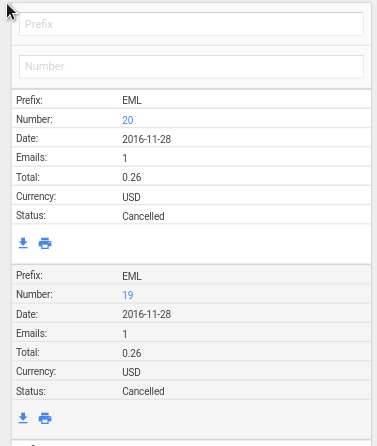 Prefix
Number
Prefix: EML
Number: 20
Date: 2016-11-28
Emails: 1
Total: 0.26
Currency: USD
Status: Cancelled
Prefix: EML
Number: 19
Date: 2016-11-28
Emails: 1
Total: 0.26
Currency: USD
Status: Cancelled